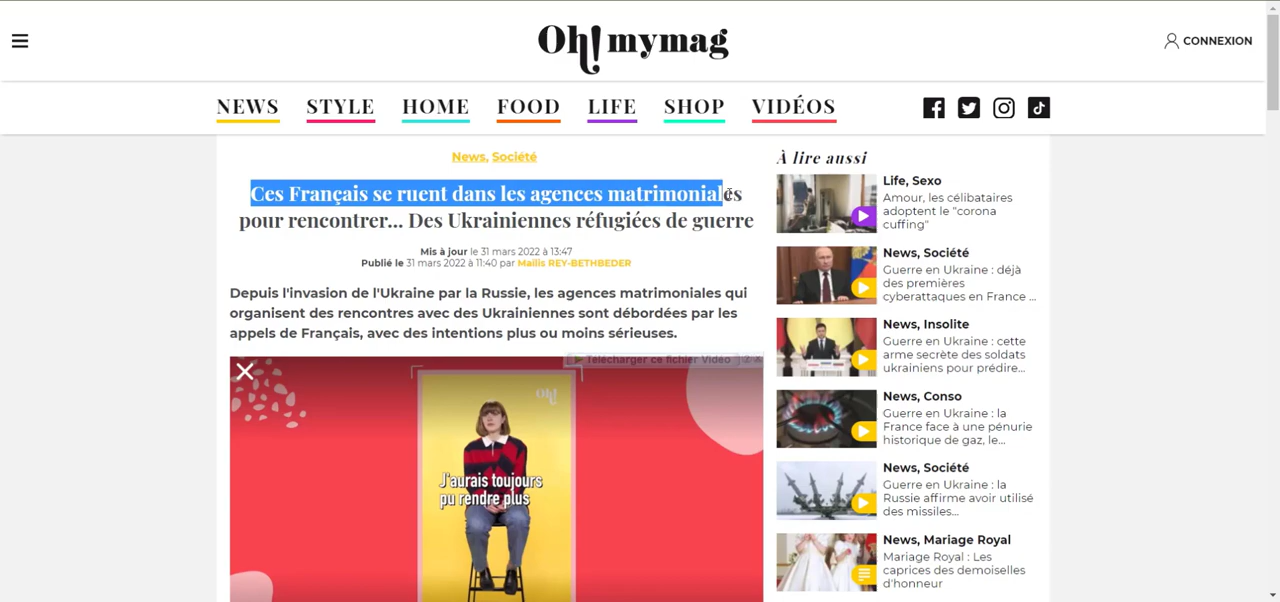 Oh!mymag
CONNEXION
NEWS STYLE HOME FOOD LIFE SHOP VIDÉOS
News, Société
Ces Français se ruent dans les agences matrimoniales
pour rencontrer... Des Ukrainiennes réfugiées de guerre
Mis à jour le 31 mars 2022 à 13:47
Publié le 31 mars 2022 à 11:40 par Maïlis REY-BETHBEDER
Depuis l'invasion de l'Ukraine par la Russie, les agences matrimoniales qui
organisent des rencontres avec des Ukrainiennes sont débordées par les
appels de Français, avec des intentions plus ou moins sérieuses.
Télécharger ce fichier Vidéo
Oh!
J'aurais toujours
pu rendre plus
À lire aussi
Life, Sexo
Amour, les célibataires
adoptent le "corona
cuffing"
News, Société
Guerre en Ukraine : déjà
des premières
cyberattaques en France ...
News, Insolite
Guerre en Ukraine : cette
arme secrète des soldats
ukrainiens pour prédire...
News, Conso
Guerre en Ukraine : la
France face à une pénurie
historique de gaz, le...
News, Société
Guerre en Ukraine : la
Russie affirme avoir utilisé
des missiles...
News, Mariage Royal
Mariage Royal : Les
caprices des demoiselles
d'honneur